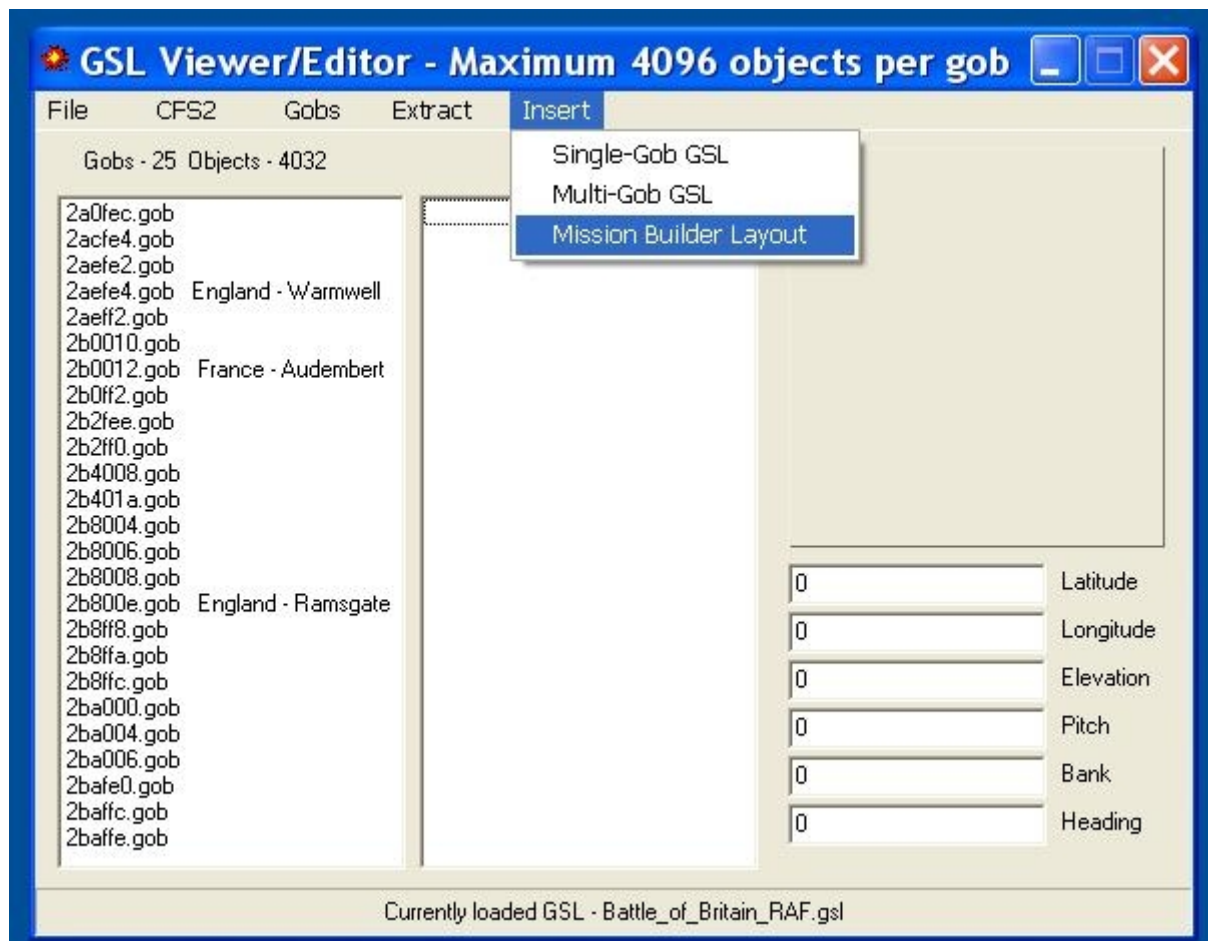 GSL Viewer/Editor - Maximum 4096 objects per gob
File CFS2 Gobs Extract Insert
Single-Gob GSL
Multi-Gob GSL
Mission Builder Layout
Gobs - 25 Objects - 4032
2a0fec.gob
2acfe4.gob
2aefe2.gob
2aefe4.gob England - Warmwell
2aeff2.gob
2b0010.gob
2b0012.gob France - Audembert
2b0ff2.gob
2b2fee.gob
2b2ff0.gob
2b4008.gob
2b401a.gob
2b8004.gob
2b8006.gob
2b8008.gob
2b800e.gob England - Ramsgate
2b8ff8.gob
2b8ffa.gob
2b8ffc.gob
2ba000.gob
2ba004.gob
2ba006.gob
2bafe0.gob
2baffc.gob
2baffe.gob
0 Latitude
0 Longitude
0 Elevation
0 Pitch
0 Bank
0 Heading
Currently loaded GSL - Battle_of_Britain_RAF.gsl